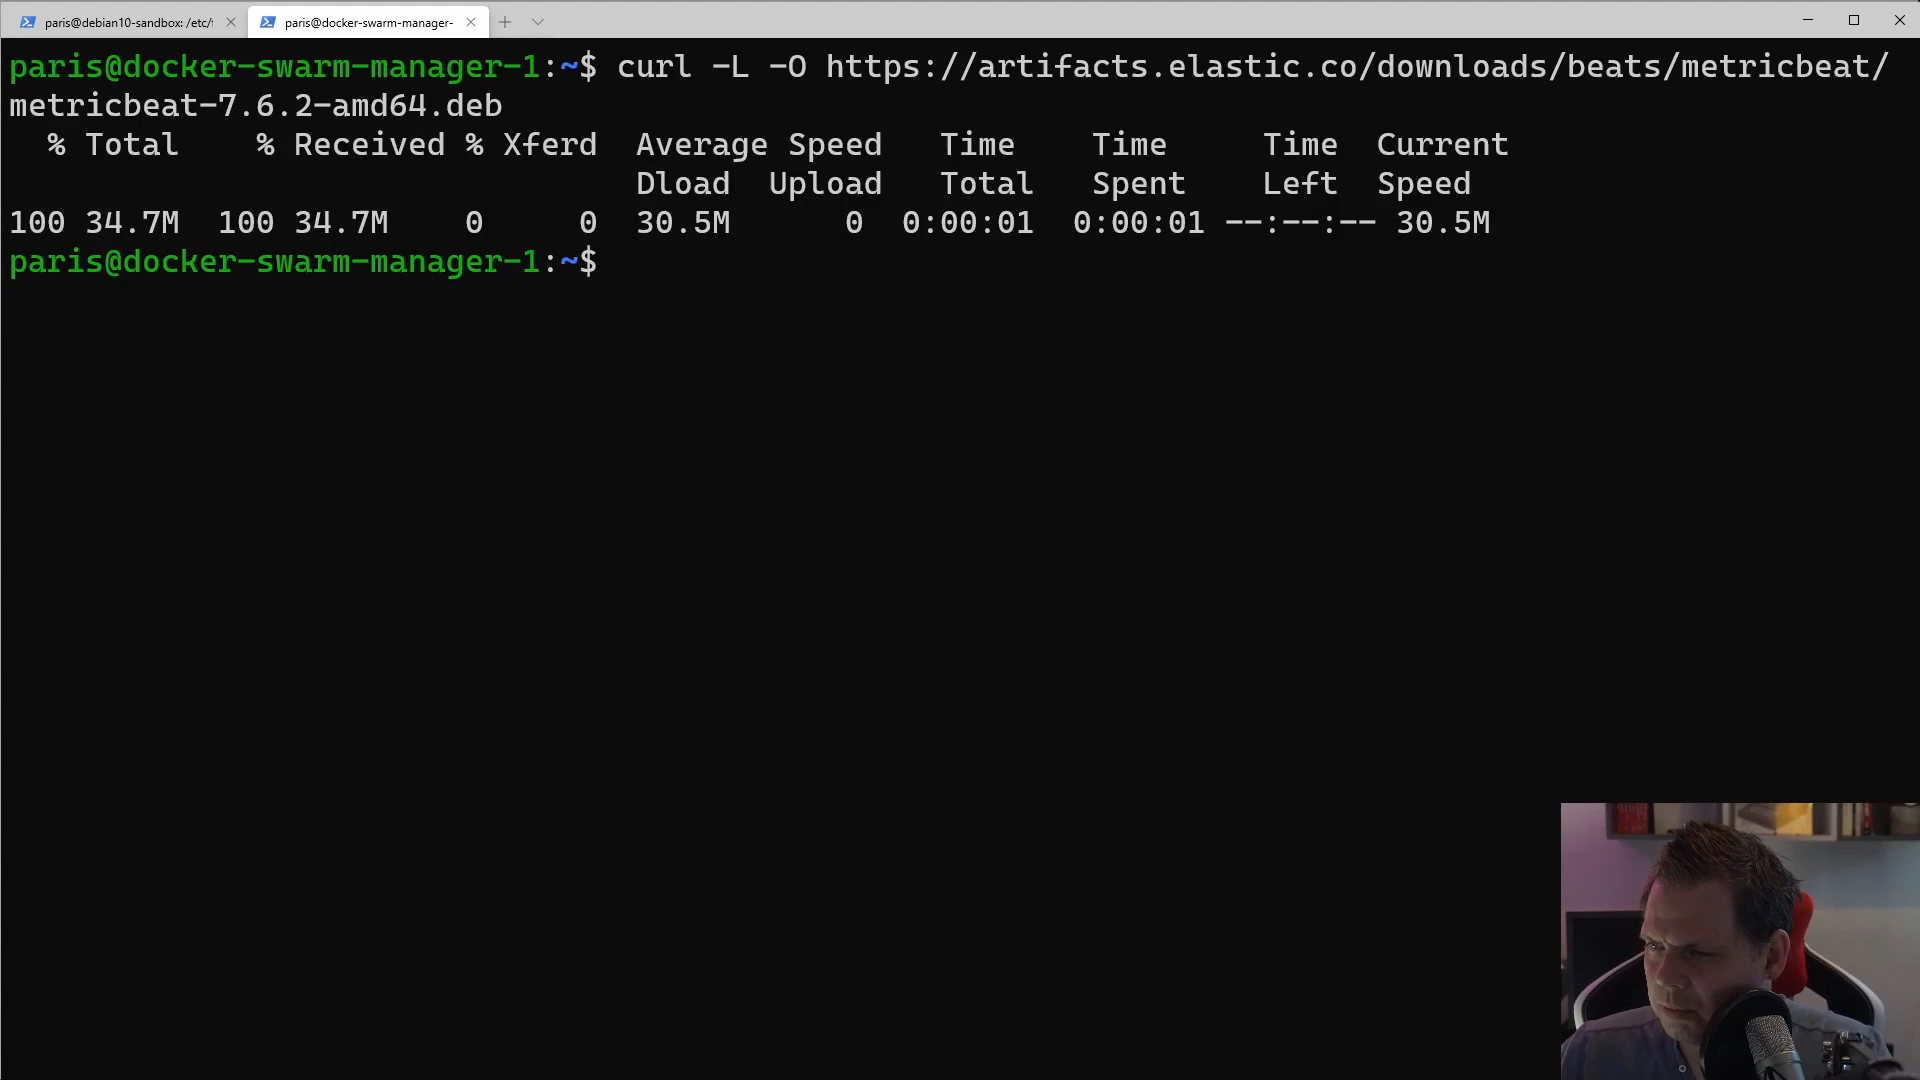 paris@debian10-sandbox: /etc/
paris@docker-swarm-manager-
paris@docker-swarm-manager-1:~$ curl -L -O https://artifacts.elastic.co/downloads/beats/metricbeat/
metricbeat-7.6.2-amd64.deb
% Total % Received % Xferd Average Speed Time Time Time Current
Dload Upload Total Spent Left Speed
100 34.7M 100 34.7M 0 0 30.5M 0 0:00:01 0:00:01 --:--:-- 30.5M
paris@docker-swarm-manager-1:~$